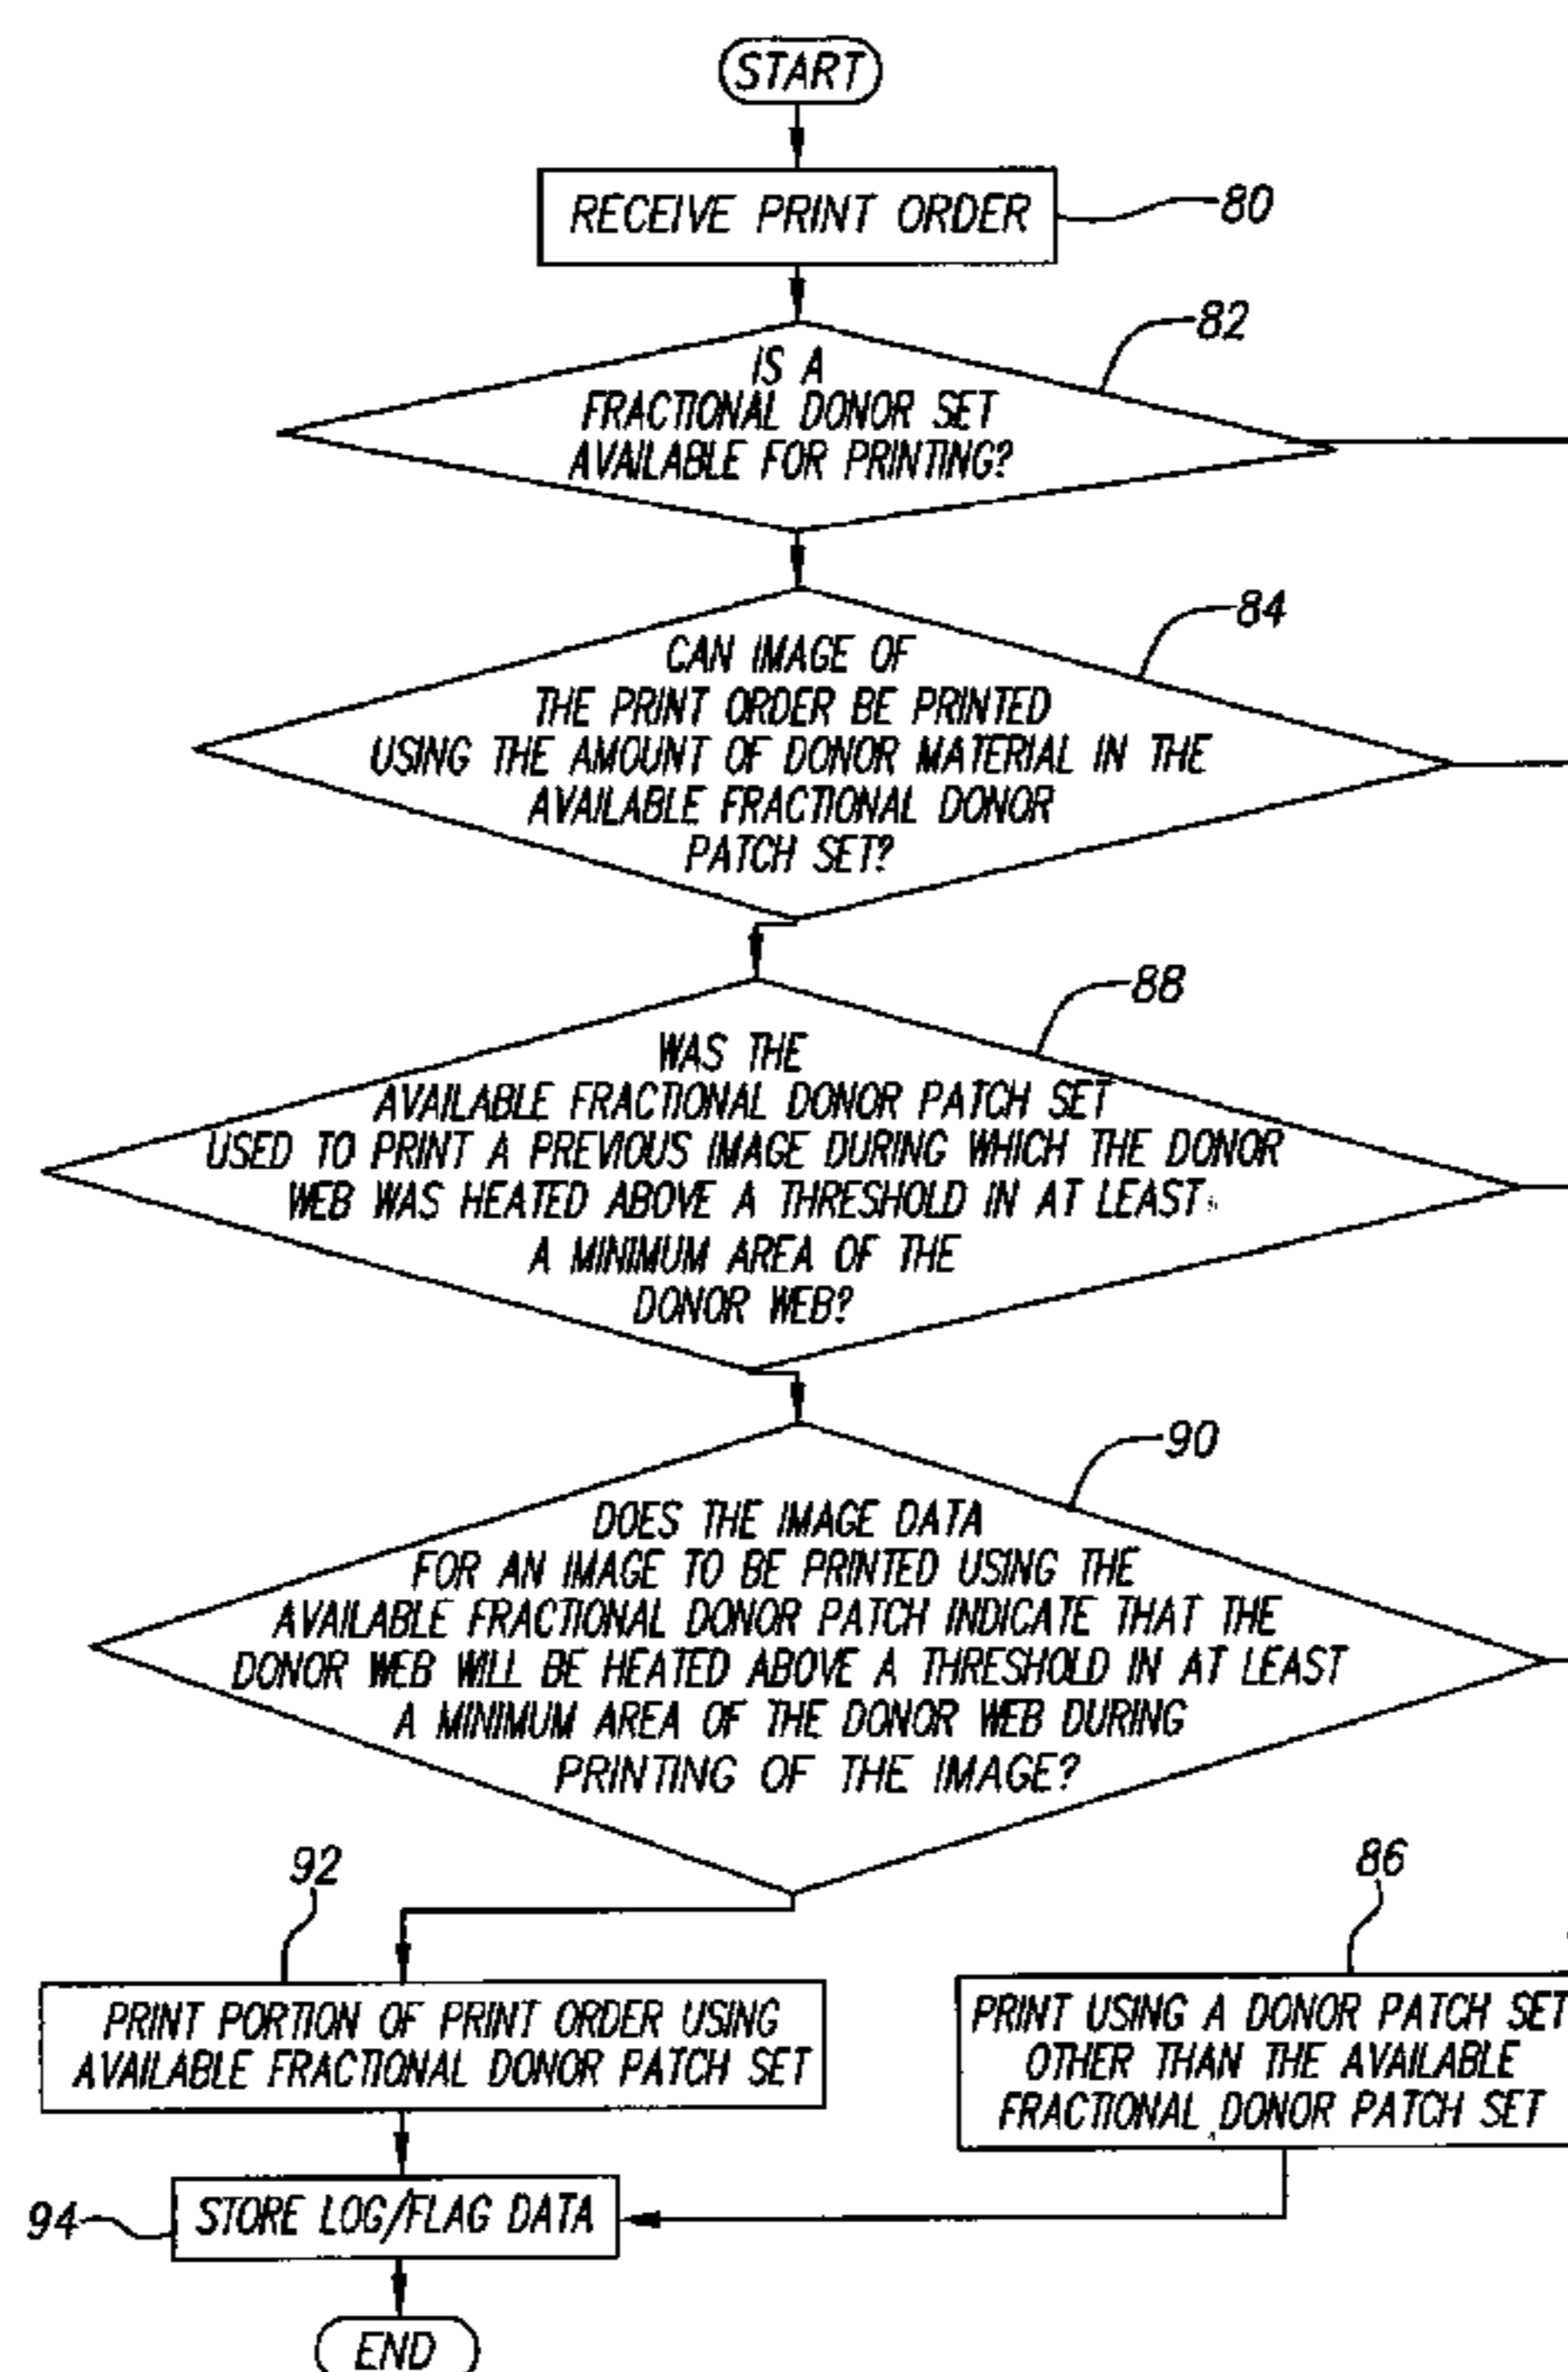 START
RECEIVE PRINT ORDER
80
82
IS A
FRACTIONAL DONOR SET
AVAILABLE FOR PRINTING?
84
CAN IMAGE OF
THE PRINT ORDER BE PRINTED
USING THE AMOUNT OF DONOR MATERIAL IN THE
AVAILABLE FRACTIONAL DONOR
PATCH SET?
88
WAS THE
AVAILABLE FRACTIONAL DONOR PATCH SET
USED TO PRINT A PREVIOUS IMAGE DURING WHICH THE DONOR
WEB WAS HEATED ABOVE A THRESHOLD IN AT LEAST
A MINIMUM AREA OF THE
DONOR WEB?
90
DOES THE IMAGE DATA
FOR AN IMAGE TO BE PRINTED USING THE
AVAILABLE FRACTIONAL DONOR PATCH INDICATE THAT THE
DONOR WEB WILL BE HEATED ABOVE A THRESHOLD IN AT LEAST
A MINIMUM AREA OF THE DONOR WEB DURING
PRINTING OF THE IMAGE?
92
PRINT PORTION OF PRINT ORDER USING
AVAILABLE FRACTIONAL DONOR PATCH SET
86
PRINT USING A DONOR PATCH SET
OTHER THAN THE AVAILABLE
FRACTIONAL DONOR PATCH SET
94
STORE LOG/FLAG DATA
END